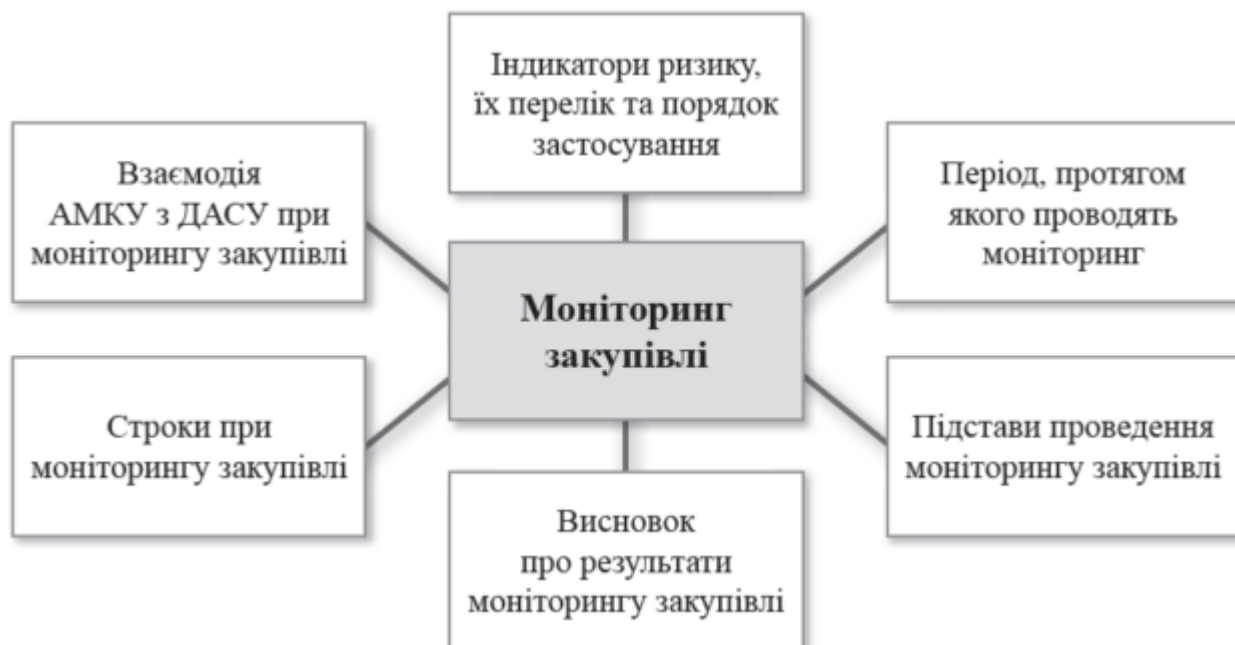 Індикатори ризику,
їх перелік та порядок
застосування
Взаємодія
АМКУ з ДАСУ при
моніторингу закупівлі
Період, протягом
якого проводять
моніторинг
Моніторинг
закупівлі
Строки при
моніторингу закупівлі
Підстави проведення
моніторингу закупівлі
Висновок
про результати
моніторингу закупівлі